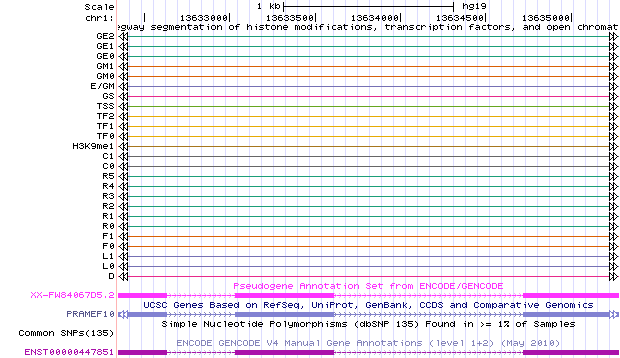 Scale 1 kb hg19
chr1: 13633000 13633500 13634000 13634500 13635000
gway segmentation of histone modifications, transcription factors, and open chromat
GE2
GE1
GE0
GM1
GM0
E/GM
GS
TSS
TF2
TF1
TF0
H3K9me1
C1
C0
R5
R4
R3
R2
R1
R0
F1
F0
L1
L0
D
Pseudogene Annotation Set from ENCODE/GENCODE
XX-FW84067D5.2
UCSC Genes Based on RefSeq, UniProt, GenBank, CCDS and Comparative Genomics
PRAMEF10
Simple Nucleotide Polymorphisms (dbSNP 135) Found in >= 1% of Samples
Common SNPs(135)
ENCODE GENCODE V4 Manual Gene Annotations (level 1+2) (May 2010)
ENST00000447851